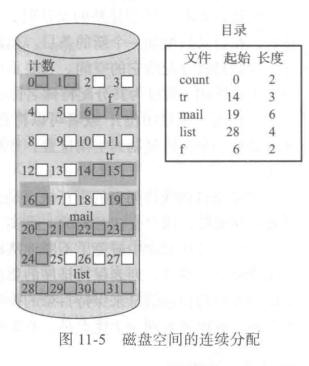 目录
文件 起始 长度
count 0 2
tr 14 3
mail 19 6
list 28 4
f 6 2
计数
0 1 2 3
f
4 5 6 7
8 9 10 11
tr
12 13 14 15
16 17 18 19
mail
20 21 22 23
24 25 26 27
list
28 29 30 31
图 11-5 磁盘空间的连续分配